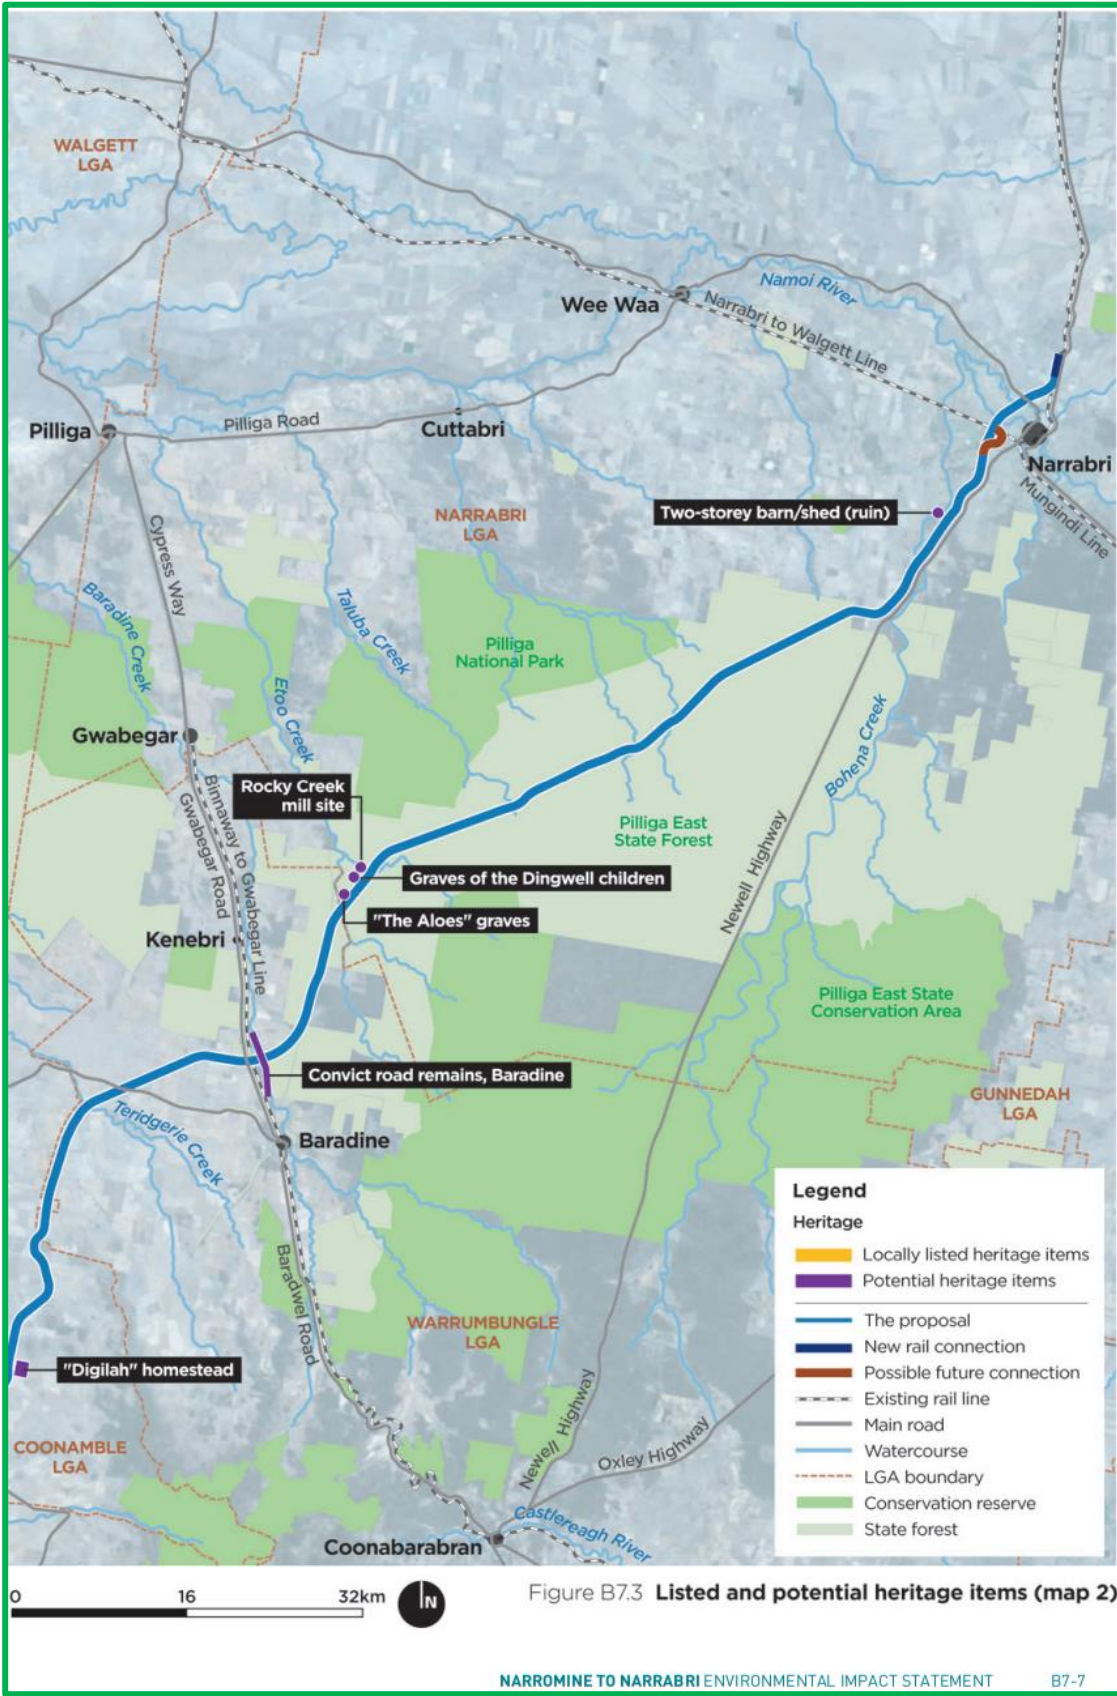 WALGETT
LGA
Namoi River
Wee Waa
Narrabri to Walgett Line
Pilliga
Pilliga Road
Cuttabri
Narrabri
Mungindi Line
NARRABRI
LGA
Two-storey barn/shed (ruin)
Cypress Way
Baradine Creek
Taluba Creek
Pilliga
National Park
Etoo Creek
Gwabegar
Bohena Creek
Rocky Creek
mill site
Binnaway to Gwabegar Line
Gwabegar Road
Pilliga East
State Forest
Newell Highway
Graves of the Dingwell children
"The Aloes" graves
Kenebri
Pilliga East State
Conservation Area
Convict road remains, Baradine
GUNNEDAH
LGA
Teridgerie Creek
Baradine
Baradwel Road
WARRUMBUNGLE
LGA
"Digilah" homestead
COONAMBLE
LGA
Newell Highway
Oxley Highway
Castlereagh River
Coonabarabran
Legend
Heritage
Locally listed heritage items
Potential heritage items
The proposal
New rail connection
Possible future connection
Existing rail line
Main road
Watercourse
LGA boundary
Conservation reserve
State forest
0 16 32km
N
Figure B7.3 Listed and potential heritage items (map 2)
NARROMINE TO NARRABRI ENVIRONMENTAL IMPACT STATEMENT B7-7